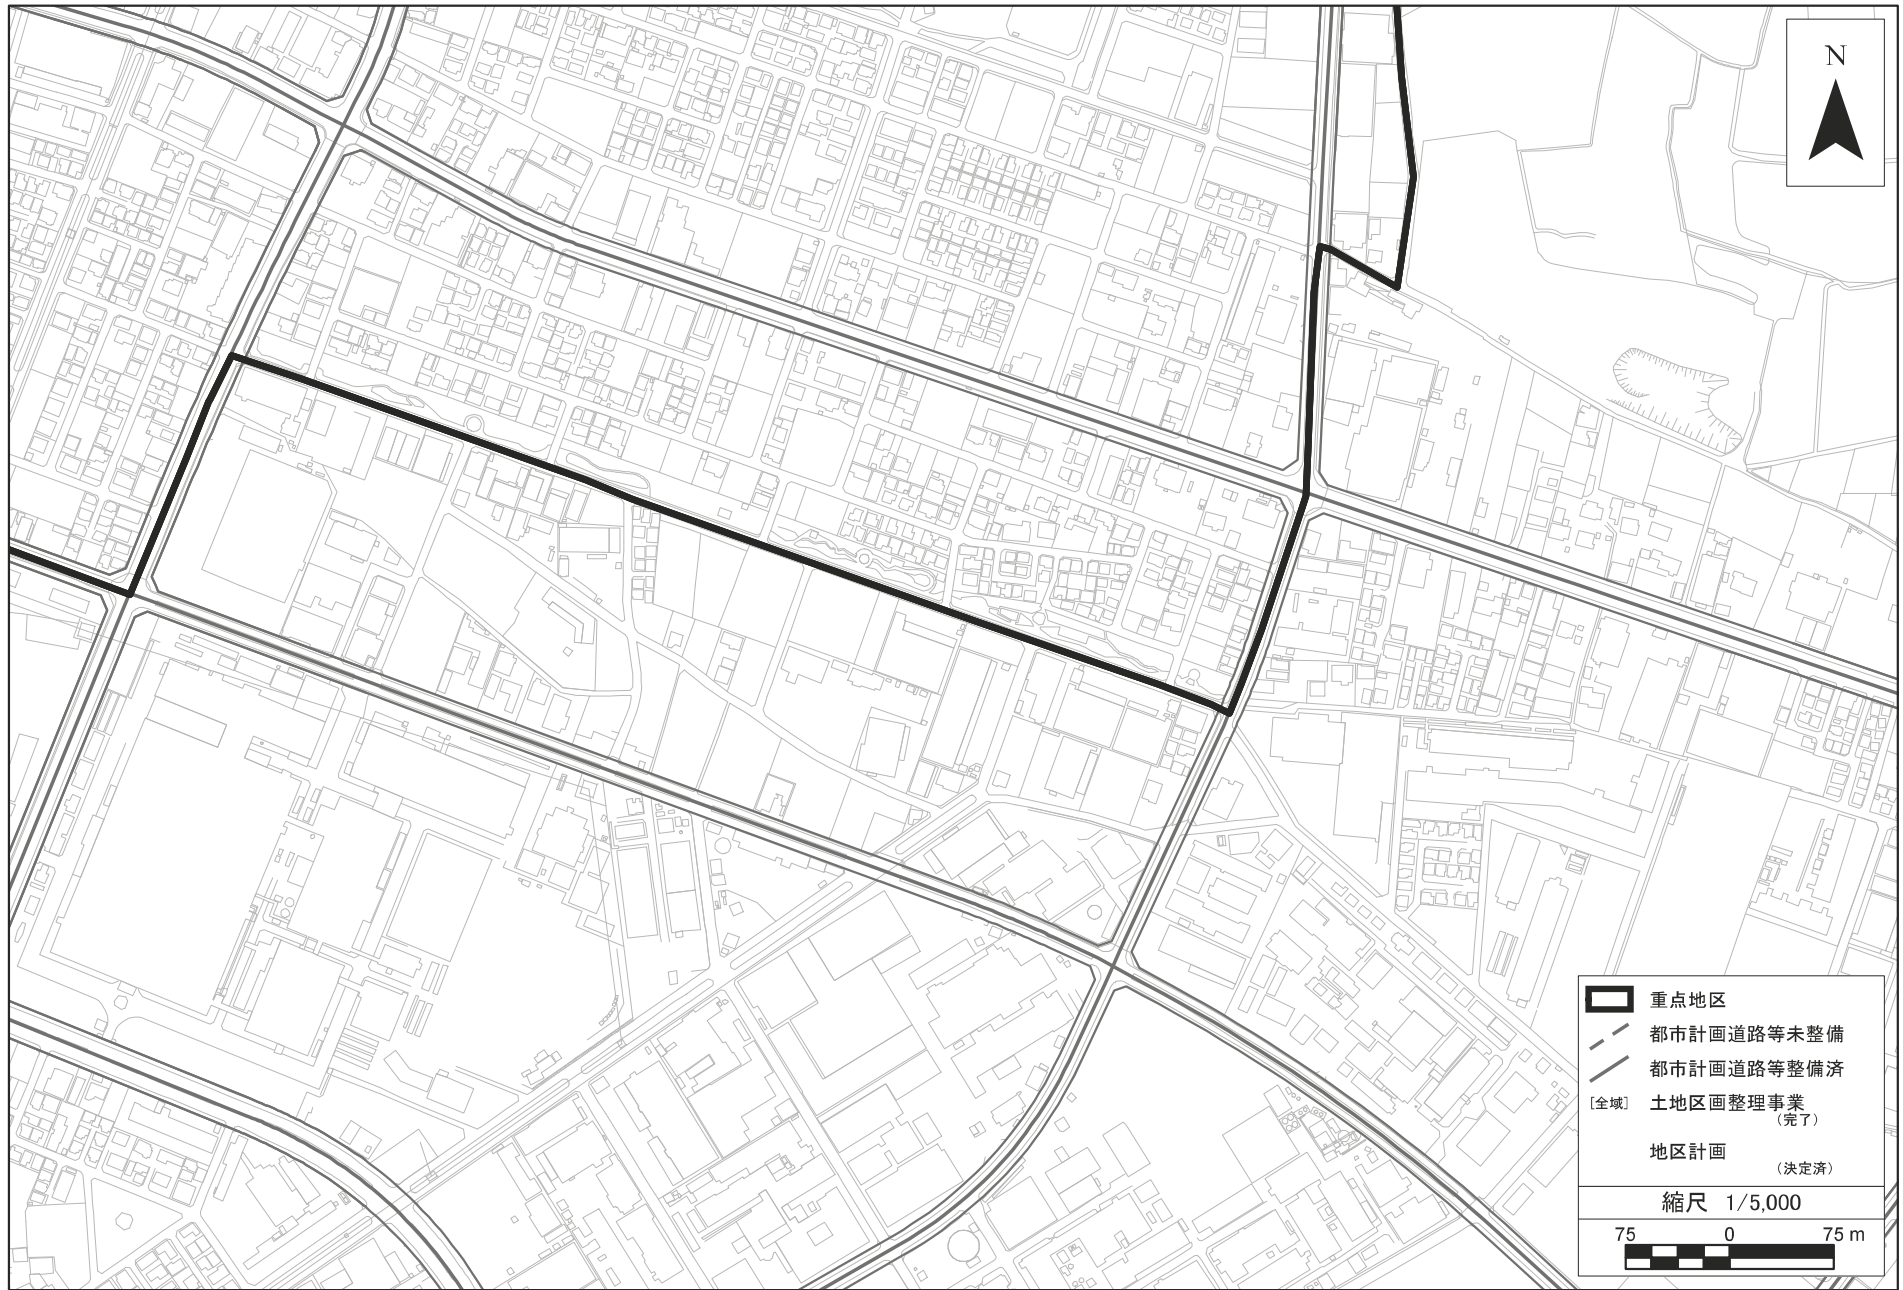 N
重点地区
都市計画道路等未整備
都市計画道路等整備済
[全域] 土地区画整理事業
(完了)
地区計画
(決定済)
縮尺 1/5,000
75 0 75 m